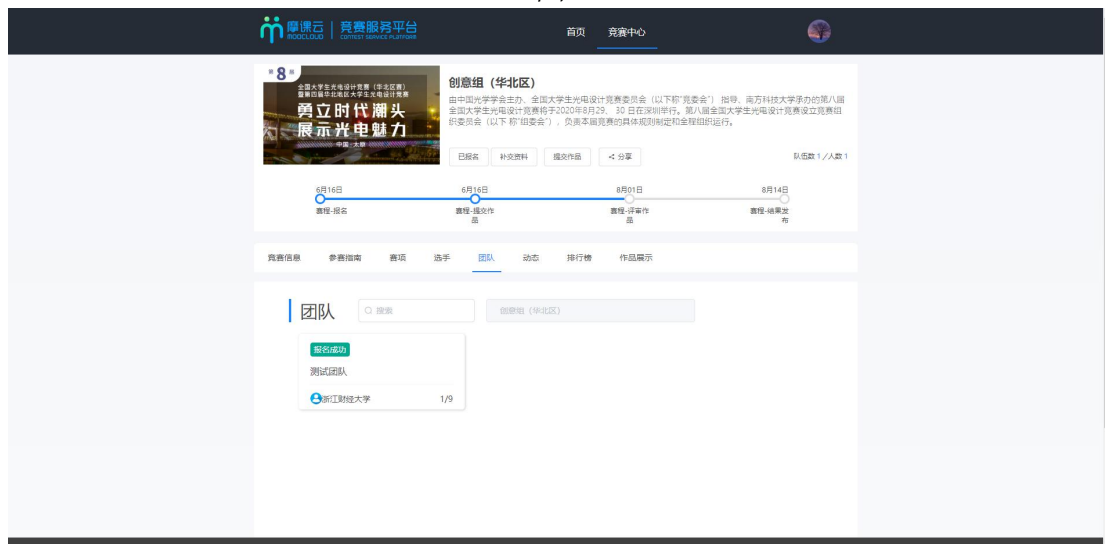 摩课云 竞赛服务平台
MOOCLOUD CONTEST SERVICE PLATFORM
首页 竞赛中心
第8届
全国大学生光电设计竞赛（华北区赛）
暨第四届华北地区大学生光电设计竞赛
勇立时代潮头
展示光电魅力
中国·太原
创意组（华北区）
由中国光学学会主办、全国大学生光电设计竞赛委员会（以下称“竞委会”） 指导、南方科技大学承办的第八届
全国大学生光电设计竞赛将于2020年8月29、 30 日在深圳举行。第八届全国大学生光电设计竞赛设立竞赛组
织委员会（以下 称“组委会”），负责本届竞赛的具体规则制定和全程组织运行。
已报名 补交资料 提交作品 分享
队伍数 1 ／人数 1
6月16日 6月16日 8月01日 8月14日
赛程-报名 赛程-提交作 赛程-评审作 赛程-结果发
品 品 布
竞赛信息 参赛指南 赛项 选手 团队 动态 排行榜 作品展示
团队 搜索 创意组（华北区）
报名成功
测试团队
浙江财经大学 1/9